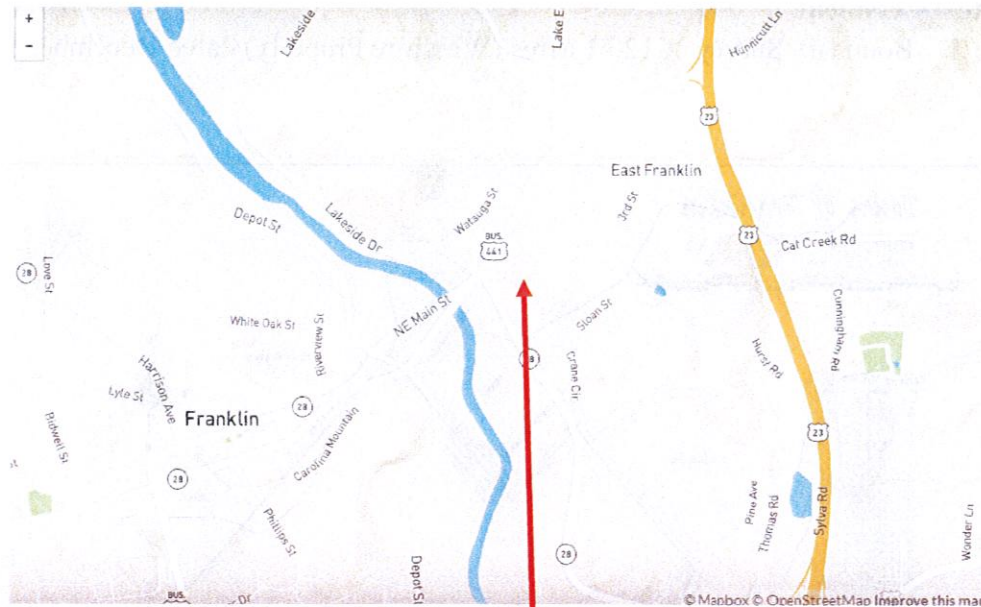 +
-
Lakeside
Lake E
Hunnicutt Ln
23
East Franklin
3rd St
Watauga St
Depot St
Lakeside Dr
BUS.
441
23
Cat Creek Rd
28
Love St
NE Main St
Sloan St
Cunningham Rd
White Oak St
Riverview St
28
Crane Cir
Hurst Rd
Harrison Ave
Lyle St
Franklin
28
Bidwell St
Carolina Mountain
23
28
Phillips St
Pine Ave
Thomas Rd
Sylva Rd
Wonder Ln
Depot St
28
BUS.
Dr
© Mapbox © OpenStreetMap Improve this map